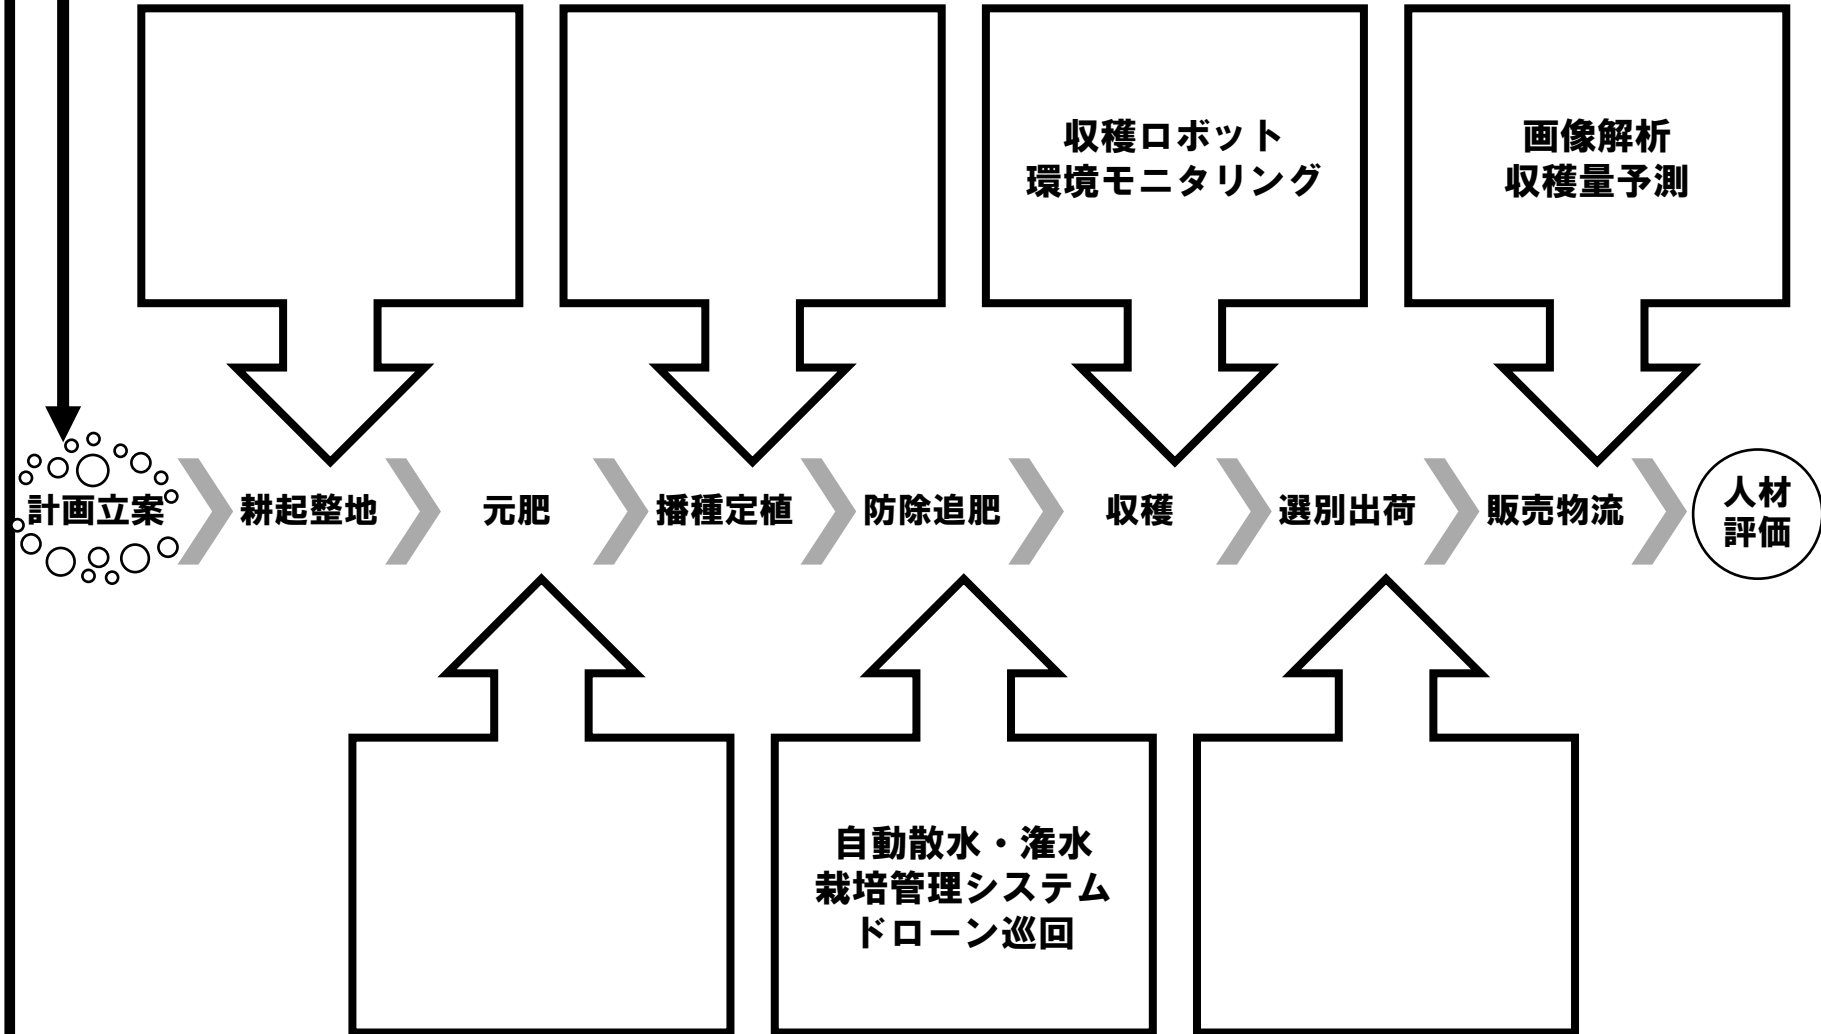 収穫ロボット
環境モニタリング
画像解析
収穫量予測
計画立案
耕起整地
元肥
播種定植
防除追肥
収穫
選別出荷
販売物流
人材
評価
自動散水・潅水
栽培管理システム
ドローン巡回